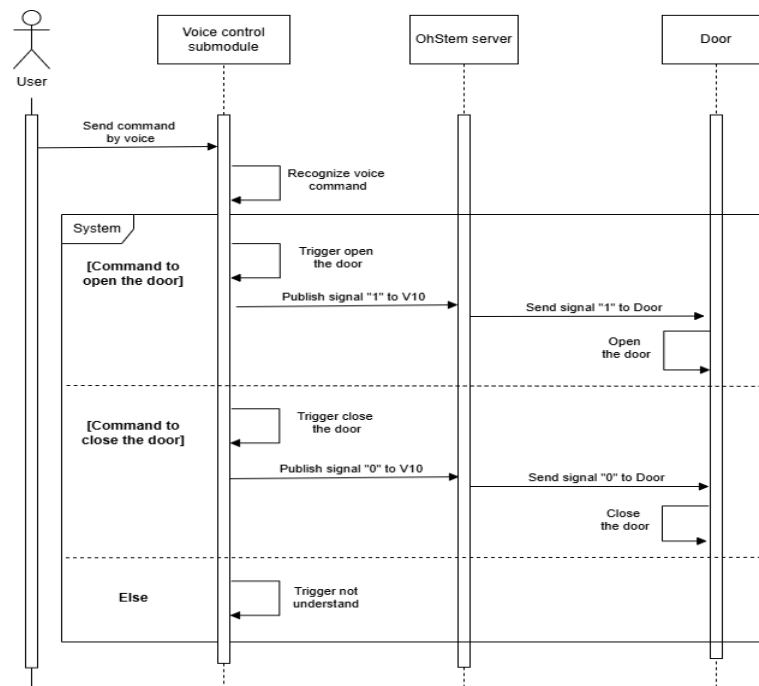 Voice control
submodule
OhStem server
Door
User
Send command
by voice
Recognize voice
command
System
[Command to
open the door]
Trigger open
the door
Publish signal "1" to V10
Send signal "1" to Door
Open
the door
[Command to
close the door]
Trigger close
the door
Publish signal "0" to V10
Send signal "0" to Door
Close
the door
Else
Trigger not
understand